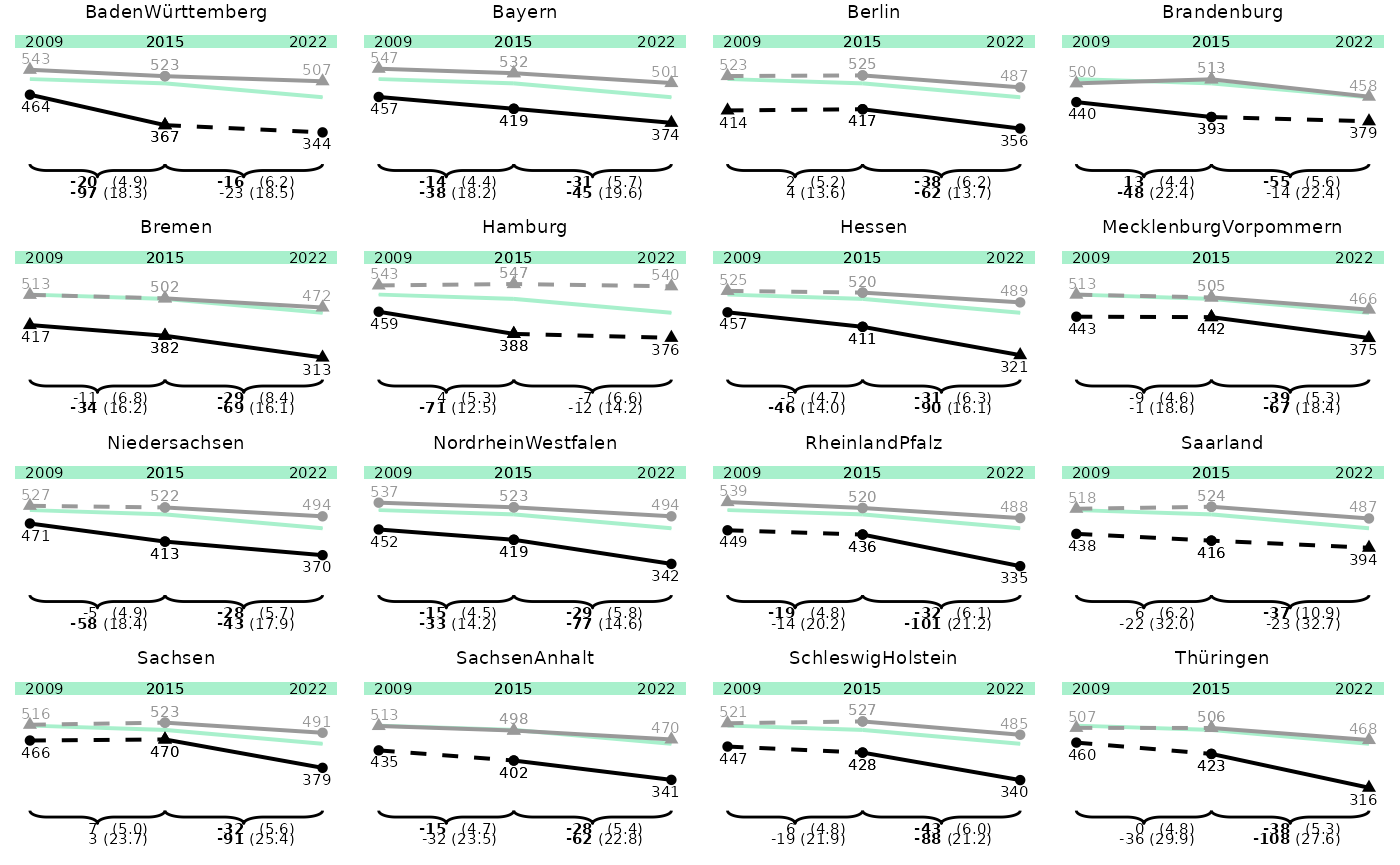 BadenWürttemberg Bayern Berlin Brandenburg
2009 2015 2022 2009 2015 2022 2009 2015 2022 2009 2015 2022
543 523 507 547 532 501 523 525 487 500 513 458
464 367 344 457 419 374 414 417 356 440 393 379
-20 (4.9) -16 (6.2) -14 (4.4) -31 (5.7) 2 (5.2) -38 (6.2) 13 (4.4) -55 (5.6)
-97 (18.3) -23 (18.5) -38 (18.2) -45 (19.6) 4 (13.6) -62 (13.7) -48 (22.4) -14 (22.4)
Bremen Hamburg Hessen MecklenburgVorpommern
2009 2015 2022 2009 2015 2022 2009 2015 2022 2009 2015 2022
513 502 472 543 547 540 525 520 489 513 505 466
417 382 313 459 388 376 457 411 321 443 442 375
-11 (6.8) -29 (8.4) 4 (5.3) -7 (6.6) -5 (4.7) -31 (6.3) -9 (4.6) -39 (5.3)
-34 (16.2) -69 (16.1) -71 (12.5) -12 (14.2) -46 (14.0) -90 (16.1) -1 (18.6) -67 (18.4)
Niedersachsen NordrheinWestfalen RheinlandPfalz Saarland
2009 2015 2022 2009 2015 2022 2009 2015 2022 2009 2015 2022
527 522 494 537 523 494 539 520 488 518 524 487
471 413 370 452 419 342 449 436 335 438 416 394
-5 (4.9) -28 (5.7) -15 (4.5) -29 (5.8) -19 (4.8) -32 (6.1) 6 (6.2) -37 (10.9)
-58 (18.4) -43 (17.9) -33 (14.2) -77 (14.6) -14 (20.2) -101 (21.2) -22 (32.0) -23 (32.7)
Sachsen SachsenAnhalt SchleswigHolstein Thüringen
2009 2015 2022 2009 2015 2022 2009 2015 2022 2009 2015 2022
516 523 491 513 498 470 521 527 485 507 506 468
466 470 379 435 402 341 447 428 340 460 423 316
7 (5.0) -32 (5.6) -15 (4.7) -28 (5.4) 6 (4.8) -43 (6.0) 0 (4.8) -38 (5.3)
3 (23.7) -91 (25.4) -32 (23.5) -62 (22.8) -19 (21.9) -88 (21.2) -36 (29.9) -108 (27.6)